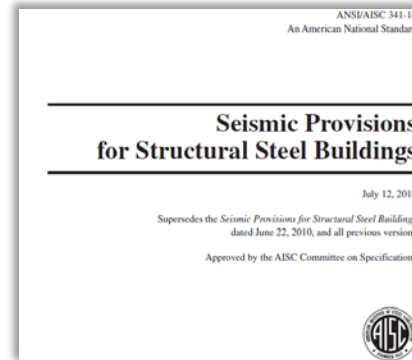 ANSI/AISC 341-1
An American National Standar
Seismic Provisions
for Structural Steel Buildings
July 12, 201
Supersedes the Seismic Provisions for Structural Steel Building
dated June 22, 2010, and all previous version
Approved by the AISC Committee on Specification
AISC